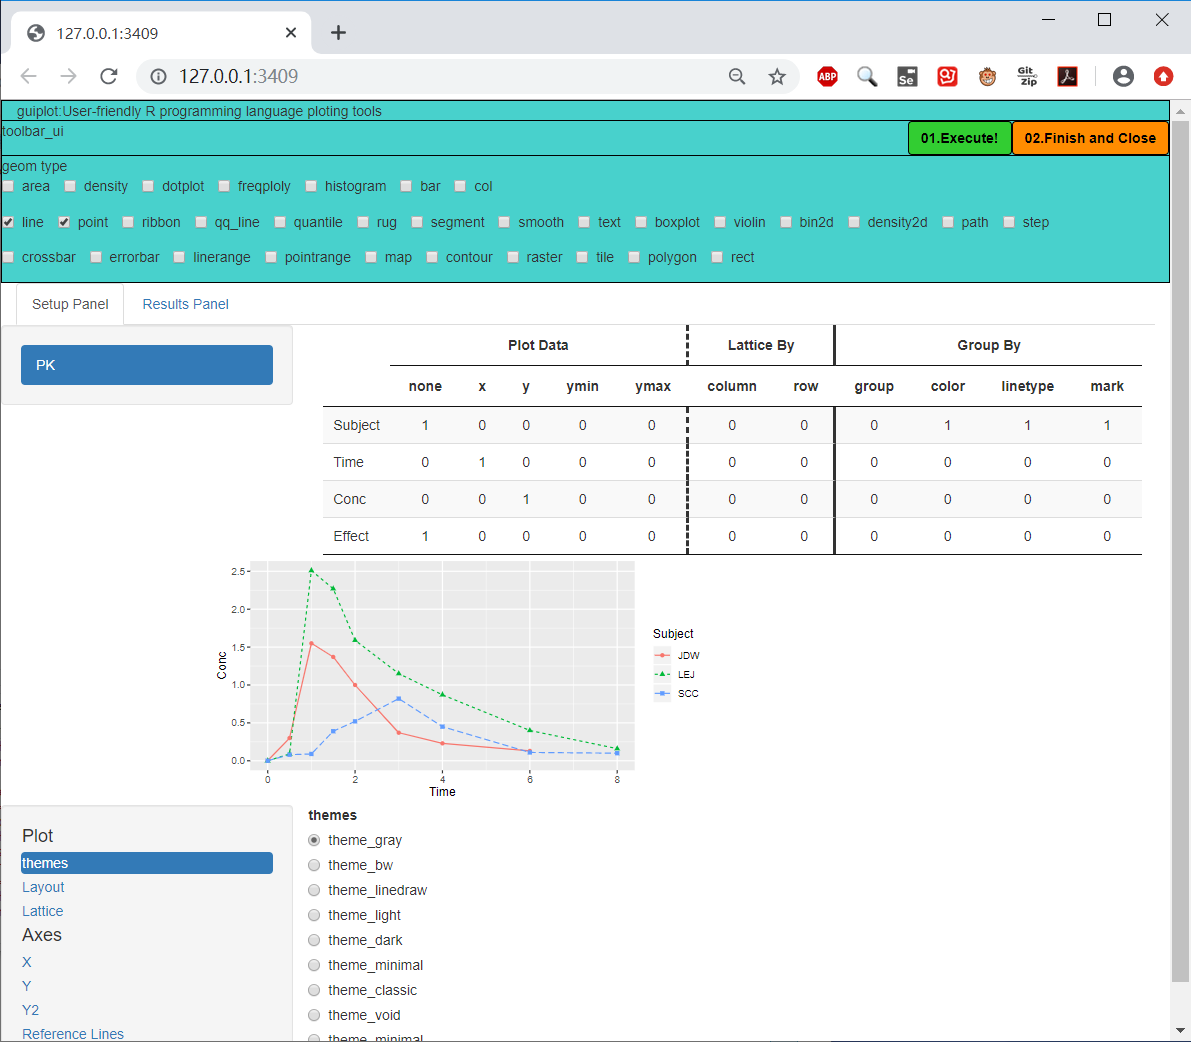 127.0.0.1:3409
127.0.0.1:3409
ABP
Se
Git
Zip
guiplot:User-friendly R programming language ploting tools
toolbar_ui
01.Execute!
02.Finish and Close
geom type
area density dotplot freqploly histogram bar col
line point ribbon qq_line quantile rug segment smooth text boxplot violin bin2d density2d path step
crossbar errorbar linerange pointrange map contour raster tile polygon rect
Setup Panel Results Panel
PK
Plot Data Lattice By Group By
none x y ymin ymax column row group color linetype mark
Subject 1 0 0 0 0 0 0 0 1 1 1
Time 0 1 0 0 0 0 0 0 0 0 0
Conc 0 0 1 0 0 0 0 0 0 0 0
Effect 1 0 0 0 0 0 0 0 0 0 0
2.5
2.0
1.5
1.0
0.5
0.0
Conc
0 2 4 6 8
Time
Subject
JDW
LEJ
SCC
Plot
themes
Layout
Lattice
Axes
X
Y
Y2
Reference Lines
themes
theme_gray
theme_bw
theme_linedraw
theme_light
theme_dark
theme_minimal
theme_classic
theme_void
theme_minimal